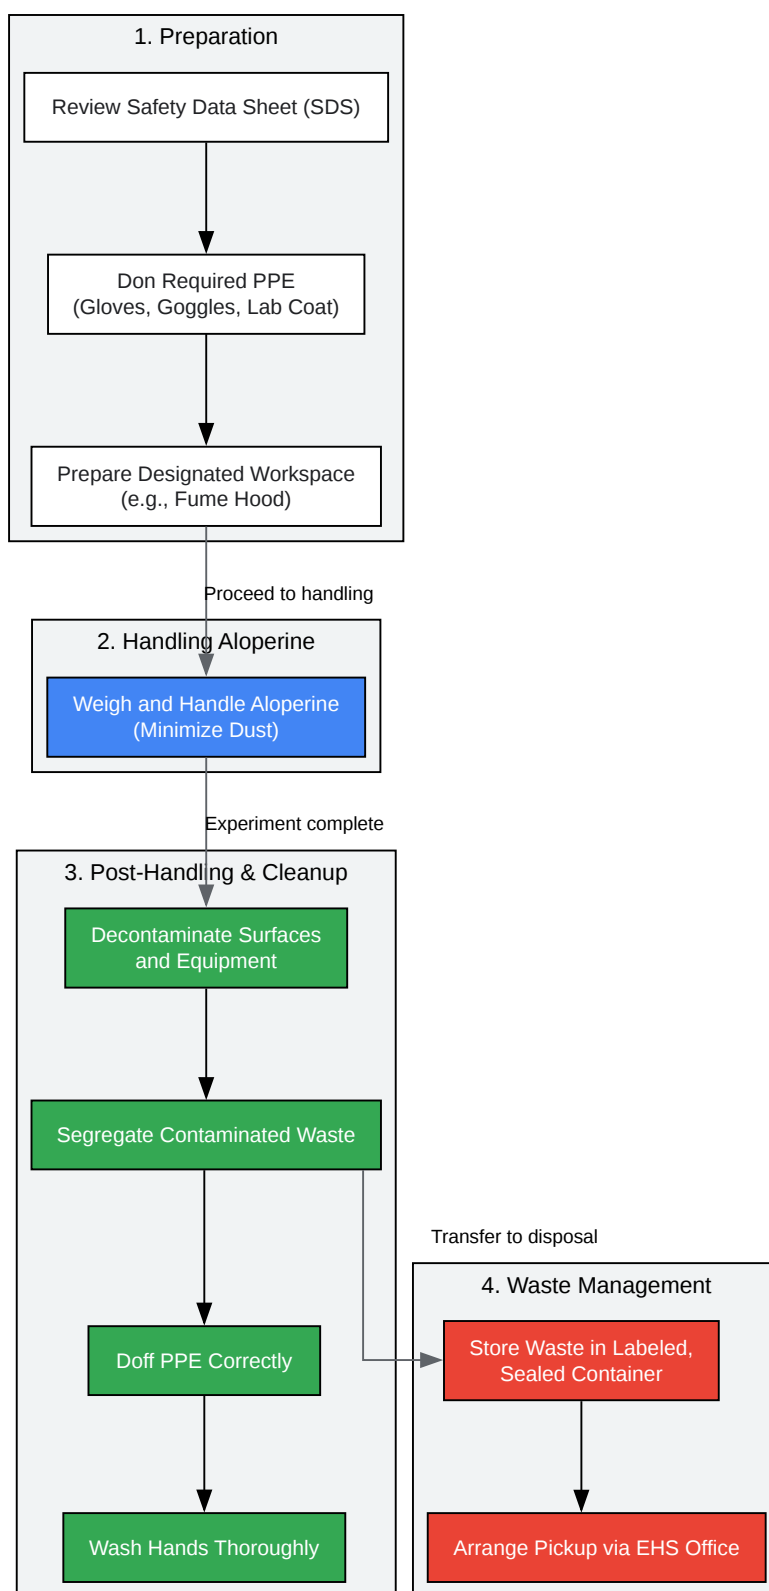 1. Preparation
Review Safety Data Sheet (SDS)
Don Required PPE
(Gloves, Goggles, Lab Coat)
Prepare Designated Workspace
(e.g., Fume Hood)
Proceed to handling
2. Handling Aloperine
Weigh and Handle Aloperine
(Minimize Dust)
Experiment complete
3. Post-Handling & Cleanup
Decontaminate Surfaces
and Equipment
Segregate Contaminated Waste
Transfer to disposal
4. Waste Management
Store Waste in Labeled,
Sealed Container
Doff PPE Correctly
Wash Hands Thoroughly
Arrange Pickup via EHS Office